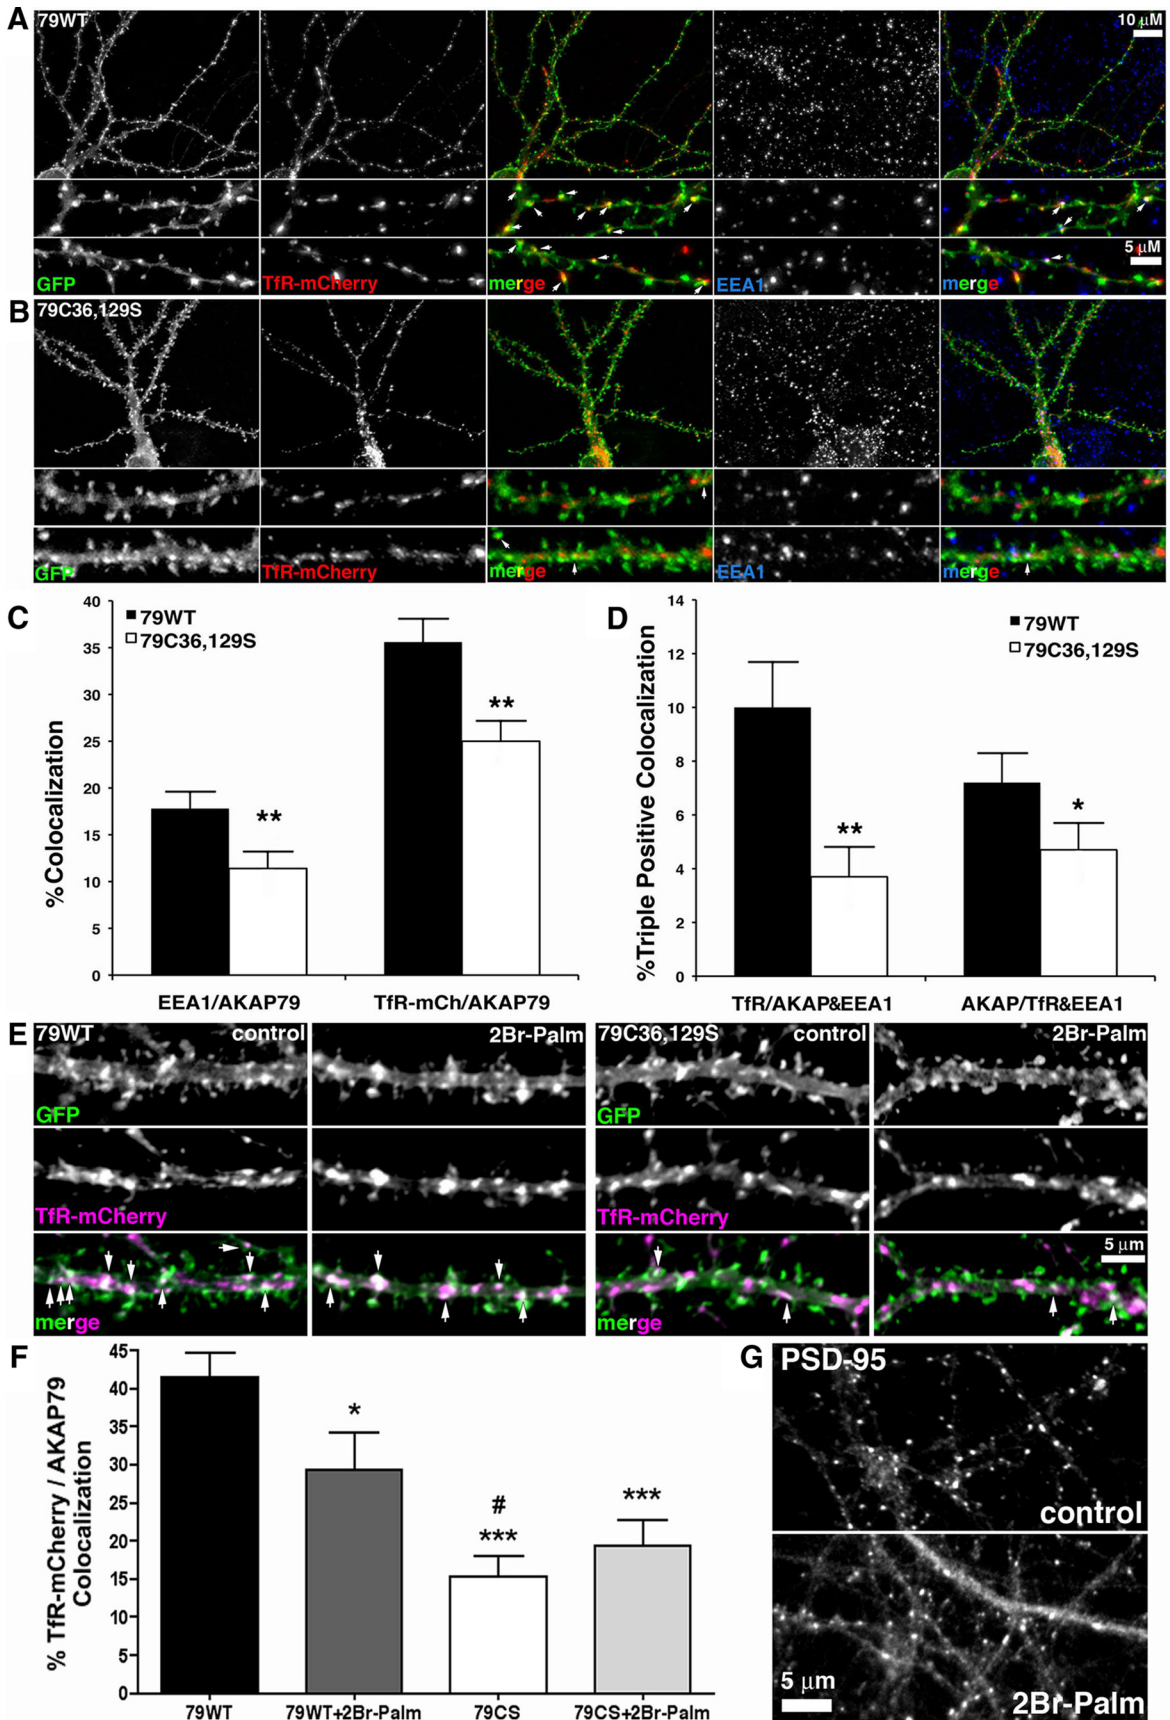 A
79WT
10 µM
GFP
TfR-mCherry
merge
EEA1
merge
5 µM
B
79C36,129S
GFP
TfR-mCherry
merge
EEA1
merge
C
40
35
30
25
20
15
10
5
0
%Colocalization
79WT
79C36,129S
**
**
EEA1/AKAP79
TfR-mCh/AKAP79
D
14
12
10
8
6
4
2
0
%Triple Positive Colocalization
79WT
79C36,129S
**
*
TfR/AKAP&EEA1
AKAP/TfR&EEA1
E
79WT
control
2Br-Palm
79C36,129S
control
2Br-Palm
GFP
GFP
TfR-mCherry
TfR-mCherry
merge
merge
5 µm
F
45
40
35
30
25
20
15
10
5
0
% TfR-mCherry / AKAP79
Colocalization
*
#
***
***
79WT
79WT+2Br-Palm
79CS
79CS+2Br-Palm
G
PSD-95
control
5 µm
2Br-Palm